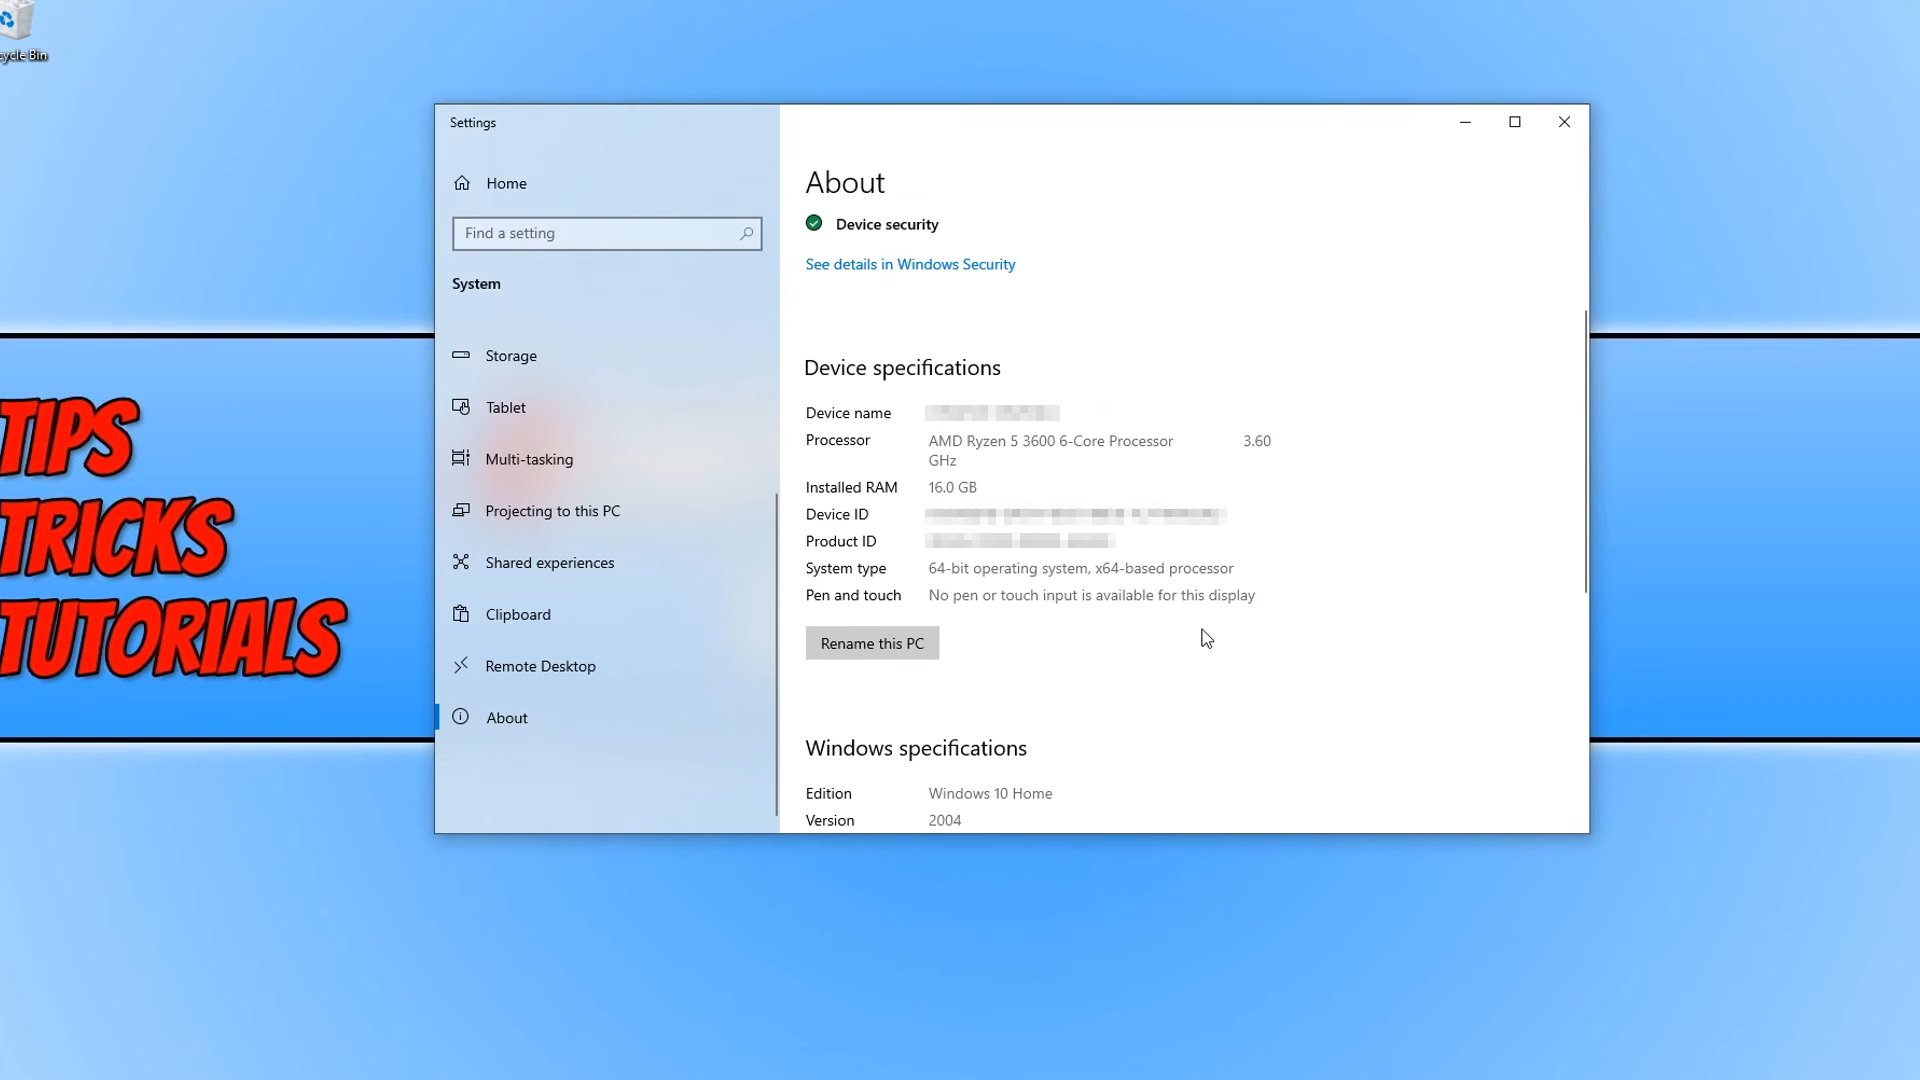 cycle Bin
Settings
Home
Find a setting
System
Storage
Tablet
Multi-tasking
Projecting to this PC
Shared experiences
Clipboard
Remote Desktop
About
About
Device security
See details in Windows Security
Device specifications
Device name
Processor AMD Ryzen 5 3600 6-Core Processor 3.60
GHz
Installed RAM 16.0 GB
Device ID
Product ID
System type 64-bit operating system, x64-based processor
Pen and touch No pen or touch input is available for this display
Rename this PC
Windows specifications
Edition Windows 10 Home
Version 2004
TIPS
TRICKS
TUTORIALS